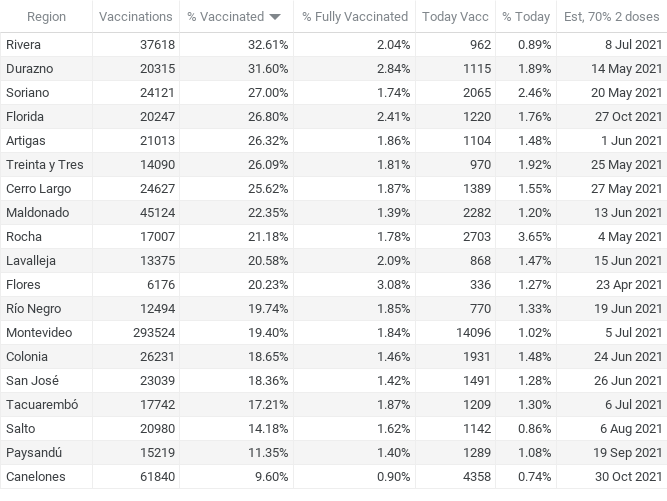 Region Vaccinations % Vaccinated % Fully Vaccinated Today Vacc % Today Est, 70% 2 doses
Rivera 37618 32.61% 2.04% 962 0.89% 8 Jul 2021
Durazno 20315 31.60% 2.84% 1115 1.89% 14 May 2021
Soriano 24121 27.00% 1.74% 2065 2.46% 20 May 2021
Florida 20247 26.80% 2.41% 1220 1.76% 27 Oct 2021
Artigas 21013 26.32% 1.86% 1104 1.48% 1 Jun 2021
Treinta y Tres 14090 26.09% 1.81% 970 1.92% 25 May 2021
Cerro Largo 24627 25.62% 1.87% 1389 1.55% 27 May 2021
Maldonado 45124 22.35% 1.39% 2282 1.20% 13 Jun 2021
Rocha 17007 21.18% 1.78% 2703 3.65% 4 May 2021
Lavalleja 13375 20.58% 2.09% 868 1.47% 15 Jun 2021
Flores 6176 20.23% 3.08% 336 1.27% 23 Apr 2021
Río Negro 12494 19.74% 1.85% 770 1.33% 19 Jun 2021
Montevideo 293524 19.40% 1.84% 14096 1.02% 5 Jul 2021
Colonia 26231 18.65% 1.46% 1931 1.48% 24 Jun 2021
San José 23039 18.36% 1.42% 1491 1.28% 26 Jun 2021
Tacuarembó 17742 17.21% 1.87% 1209 1.30% 6 Jul 2021
Salto 20980 14.18% 1.62% 1142 0.86% 6 Aug 2021
Paysandú 15219 11.35% 1.40% 1289 1.08% 19 Sep 2021
Canelones 61840 9.60% 0.90% 4358 0.74% 30 Oct 2021